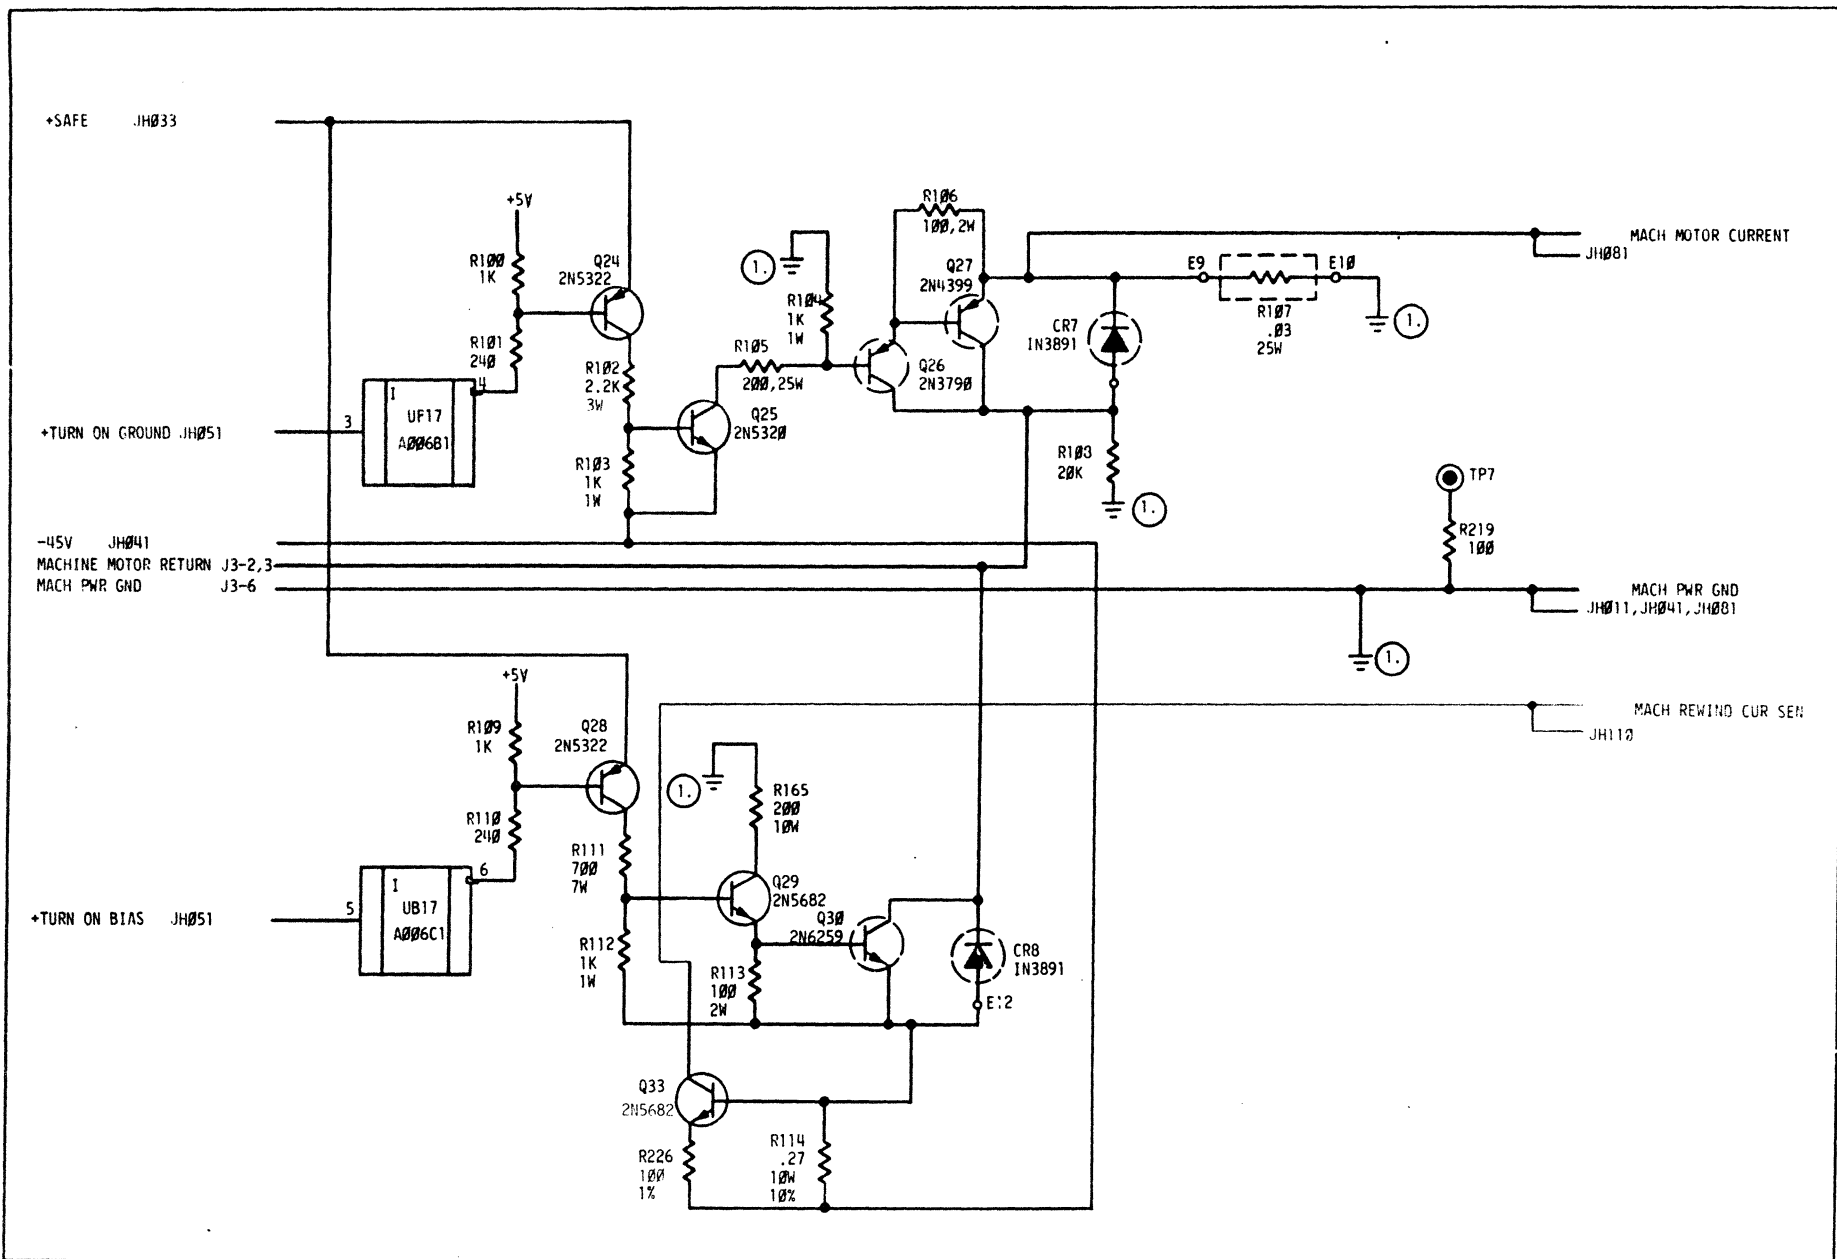 +SAFE JHØ33
+5V
R1ØØ
1K
Q24
2N5322
R1Ø1
24Ø
4
I
UF17
AØØ6B1
3
+TURN ON GROUND JHØ51
R1Ø2
2.2K
3W
R1Ø3
1K
1W
Q25
2N532Ø
R1Ø5
2ØØ,25W
1.
R1Ø4
1K
1W
R1Ø6
1ØØ,2W
Q27
2N4399
Q26
2N379Ø
CR7
IN3891
E9
E1Ø
R1Ø7
.Ø3
25W
1.
MACH MOTOR CURRENT
JHØ81
R1Ø8
2ØK
1.
TP7
R219
1ØØ
-45V JHØ41
MACHINE MOTOR RETURN J3-2,3
MACH PWR GND J3-6
MACH PWR GND
JHØ11,JHØ41,JHØ81
1.
+5V
R1Ø9
1K
Q28
2N5322
R11Ø
24Ø
6
I
UB17
AØØ6C1
5
+TURN ON BIAS JHØ51
MACH REWIND CUR SEN
JH11Ø
1.
R165
2ØØ
1ØW
R111
7ØØ
7W
Q29
2N5682
Q3Ø
2N6259
R112
1K
1W
R113
1ØØ
2W
CR8
IN3891
E12
Q33
2N5682
R226
1ØØ
1%
R114
.27
1ØW
1Ø%